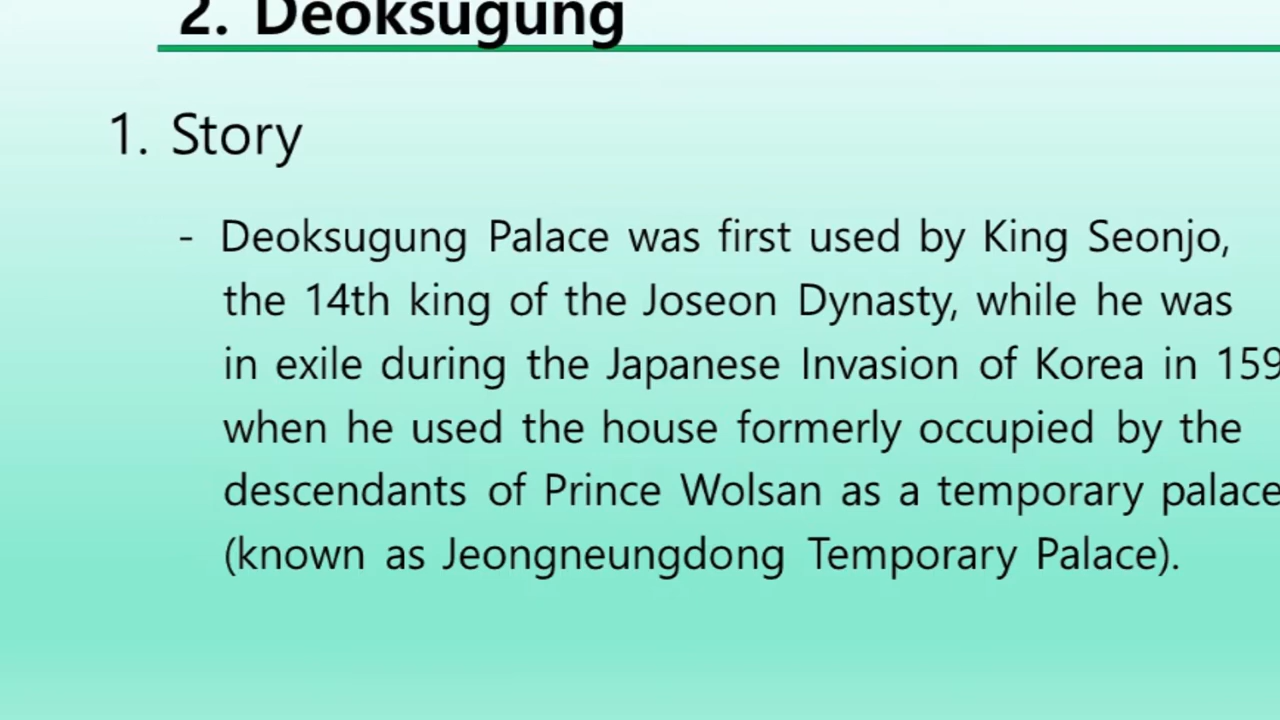 2. Deoksugung
1. Story
- Deoksugung Palace was first used by King Seonjo,
the 14th king of the Joseon Dynasty, while he was
in exile during the Japanese Invasion of Korea in 159
when he used the house formerly occupied by the
descendants of Prince Wolsan as a temporary palace
(known as Jeongneungdong Temporary Palace).